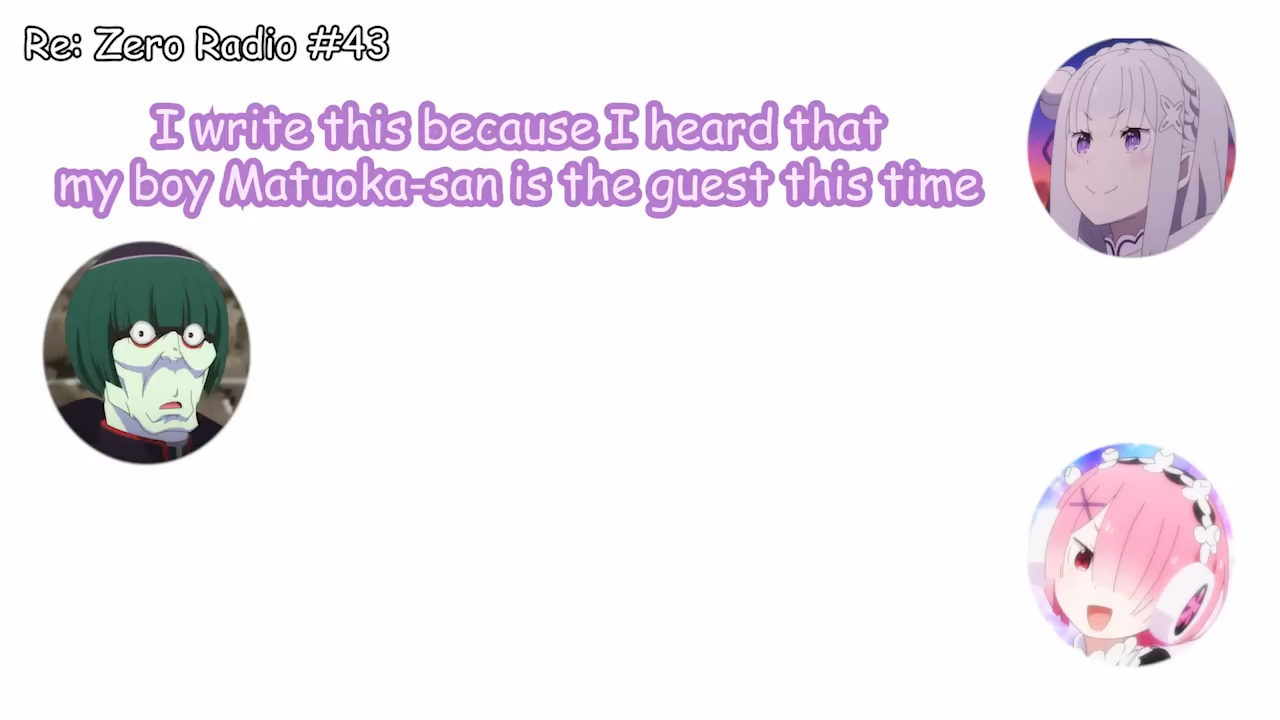 Re: Zero Radio #43
I write this because I heard that
my boy Matuoka-san is the guest this time